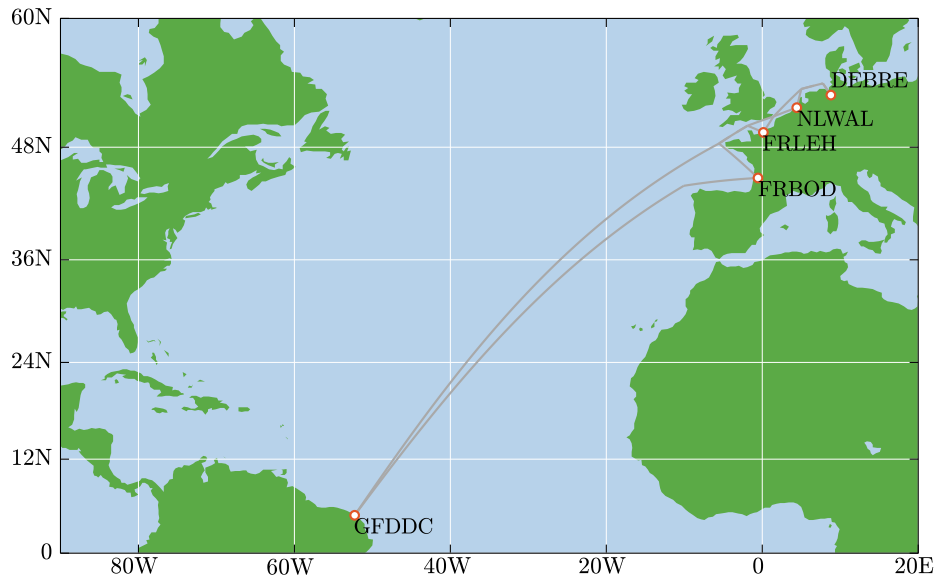 60N
DEBRE
NLWAL
48N
FRLEH
FRBOD
36N
24N
12N
GFDDC
0
80W 60W 40W 20W 0 20E